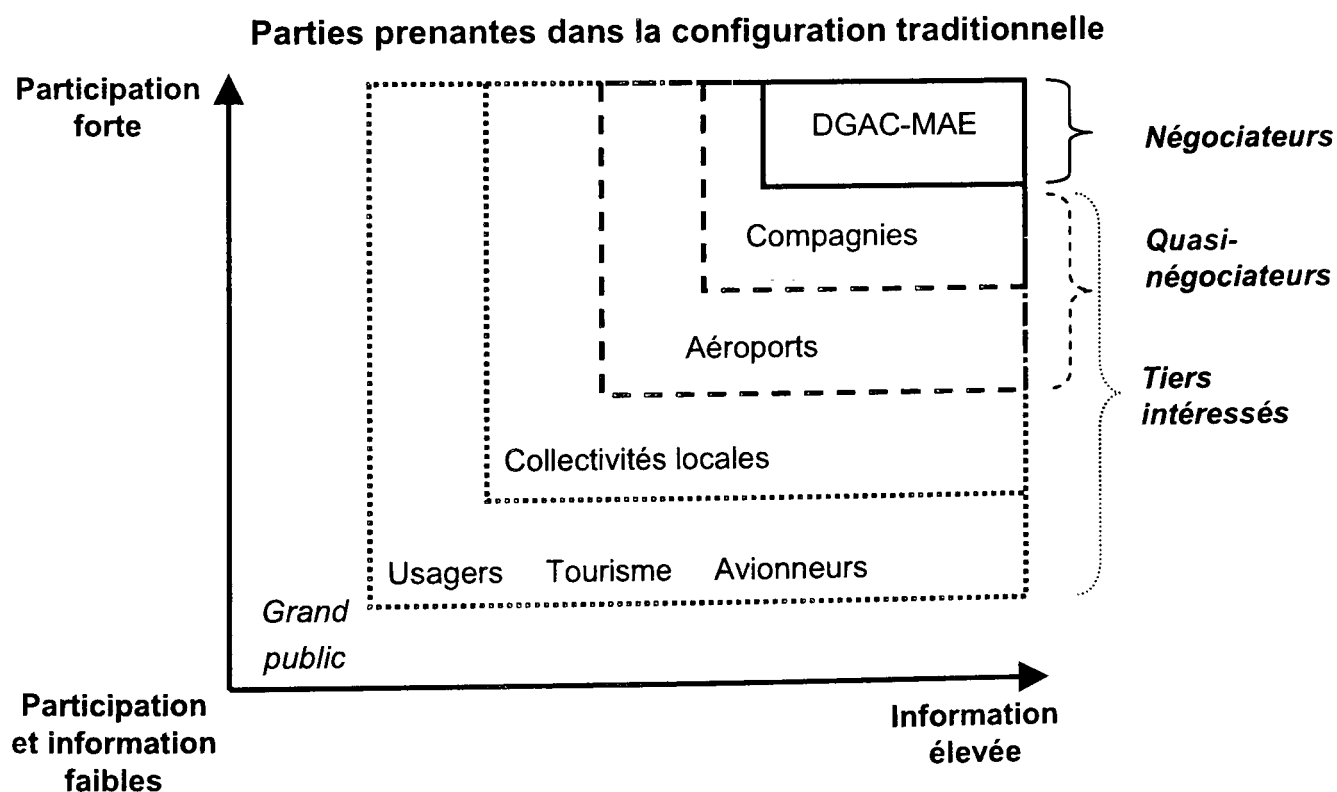 Parties prenantes dans la configuration traditionnelle
Participation
forte
DGAC-MAE
Négociateurs
Compagnies
Quasi-
négociateurs
Aéroports
Tiers
intéressés
Collectivités locales
Usagers Tourisme Avionneurs
Grand
public
Participation
et information
faibles
Information
élevée